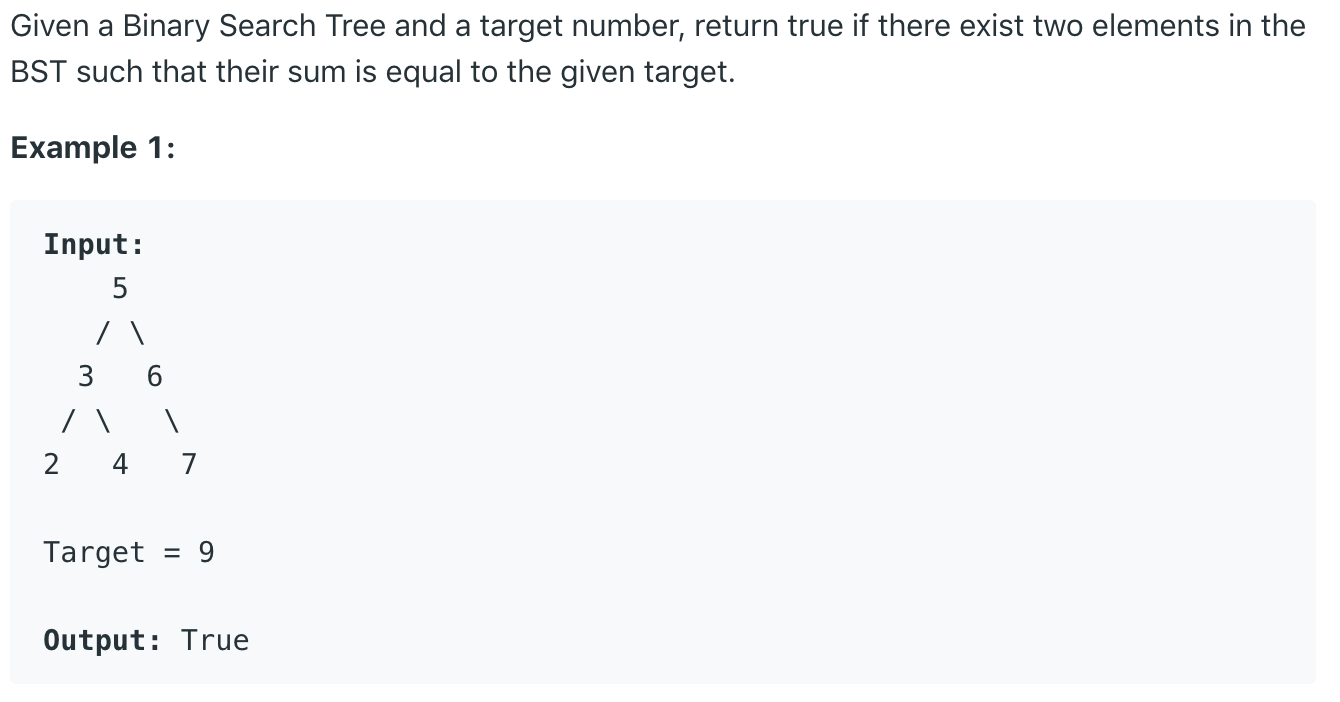 Given a Binary Search Tree and a target number, return true if there exist two elements in the
BST such that their sum is equal to the given target.
Example 1:
Input:
    5
   / \
  3   6
 / \   \
2   4   7
Target = 9
Output: True